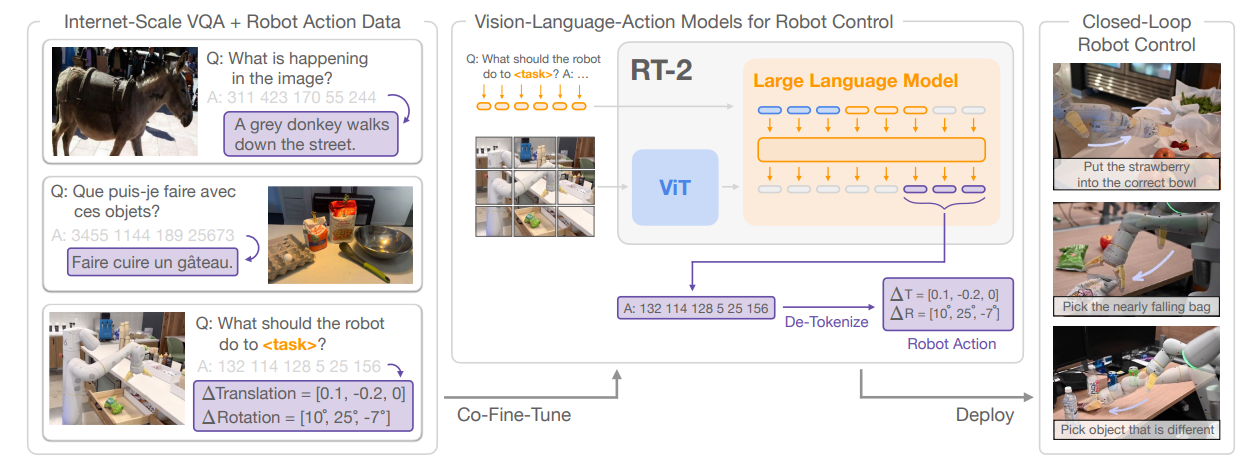 Internet-Scale VQA + Robot Action Data
Q: What is happening
in the image?
A: 311 423 170 55 244
A grey donkey walks
down the street.
Q: Que puis-je faire avec
ces objets?
A: 3455 1144 189 25673
Faire cuire un gâteau.
Q: What should the robot
do to <task>?
A: 132 114 128 5 25 156
ΔTranslation = [0.1, -0.2, 0]
ΔRotation = [10°, 25°, -7°]
Co-Fine-Tune
Vision-Language-Action Models for Robot Control
Q: What should the robot
do to <task>? A: ...
RT-2
Large Language Model
ViT
A: 132 114 128 5 25 156
De-Tokenize
ΔT = [0.1, -0.2, 0]
ΔR = [10°, 25°, -7°]
Robot Action
Deploy
Closed-Loop
Robot Control
Put the strawberry
into the correct bowl
Pick the nearly falling bag
Pick object that is different